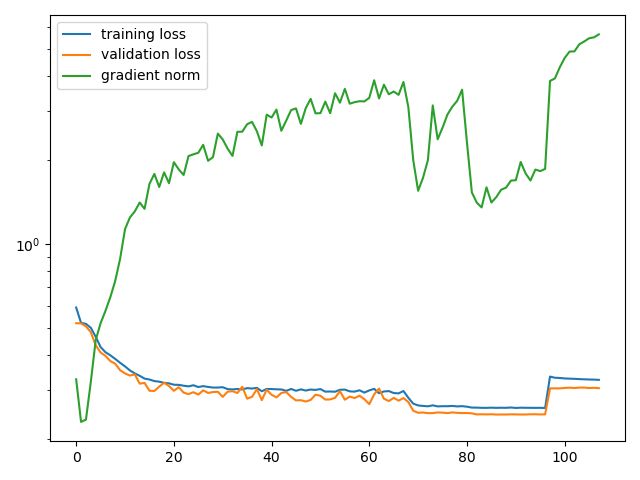 training loss
validation loss
gradient norm
10⁰
0 20 40 60 80 100